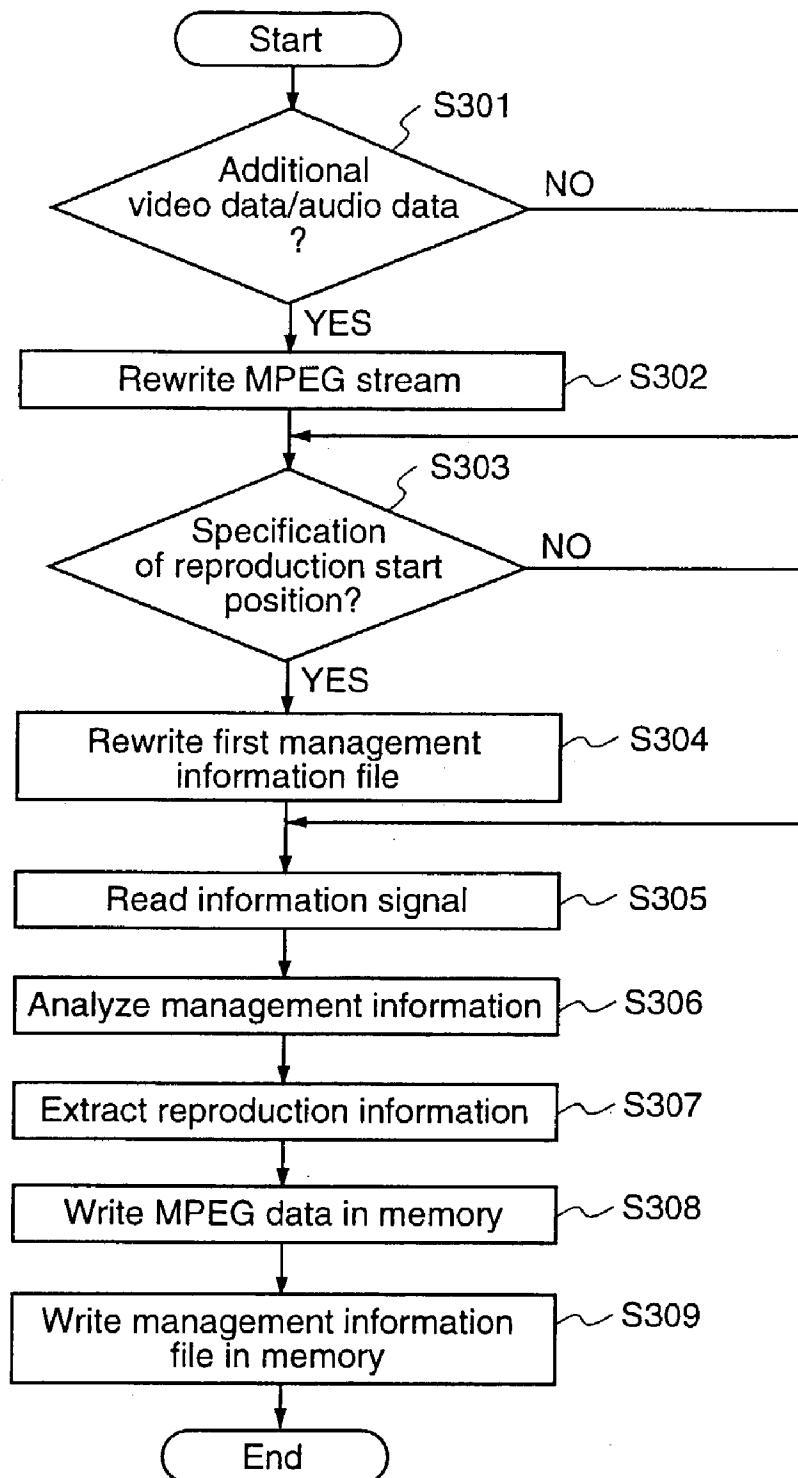 Start
S301
Additional
video data/audio data
?
NO
YES
Rewrite MPEG stream
S302
S303
Specification
of reproduction start
position?
NO
YES
Rewrite first management
information file
S304
Read information signal
S305
Analyze management information
S306
Extract reproduction information
S307
Write MPEG data in memory
S308
Write management information
file in memory
S309
End